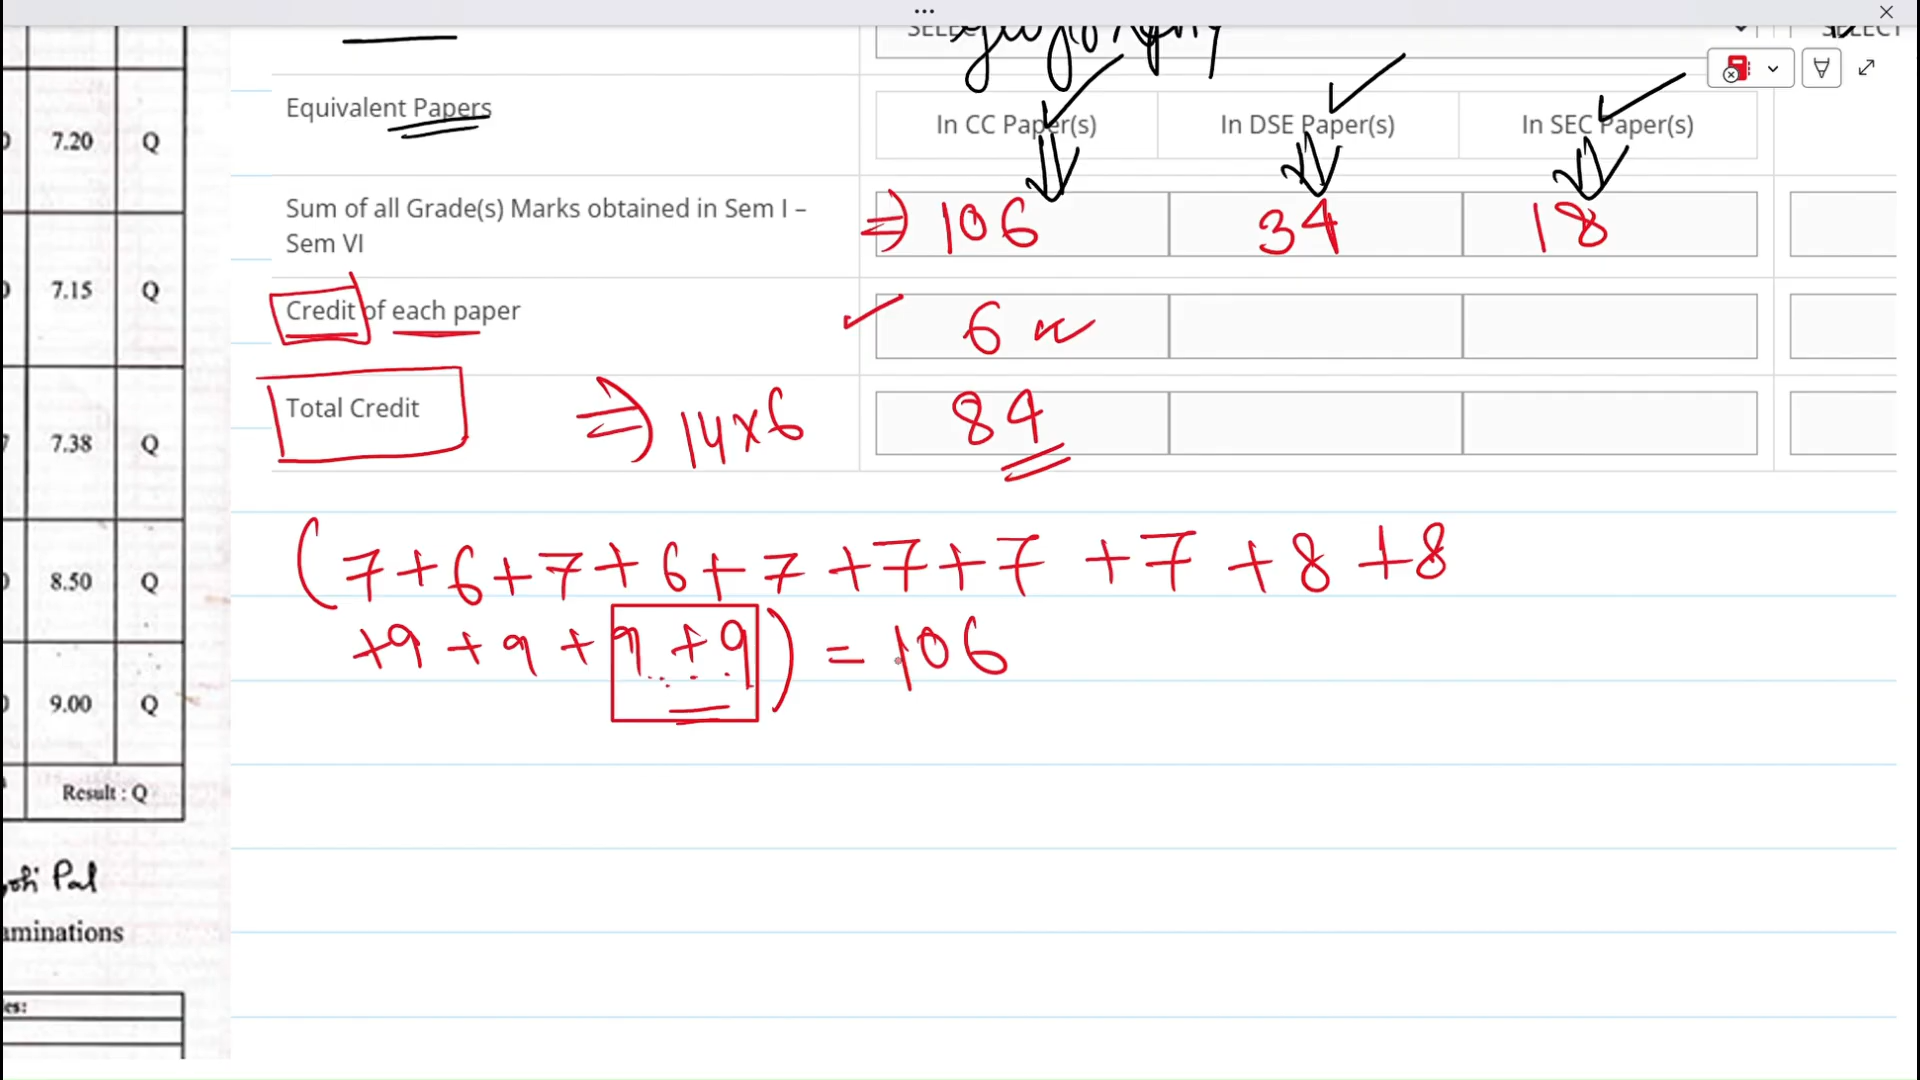 ...
SELECT
Equivalent Papers
In CC Paper(s) In DSE Paper(s) In SEC Paper(s)
Sum of all Grade(s) Marks obtained in Sem I –
Sem VI
⇒ 106 34 18
Credit of each paper
6
Total Credit
⇒ 14×6 84
(7+6+7+6+7+7+7+7+8+8
+9+9+9+9) = 106
7.20 Q
7.15 Q
7.38 Q
8.50 Q
9.00 Q
Result : Q
Pal
aminations
es: